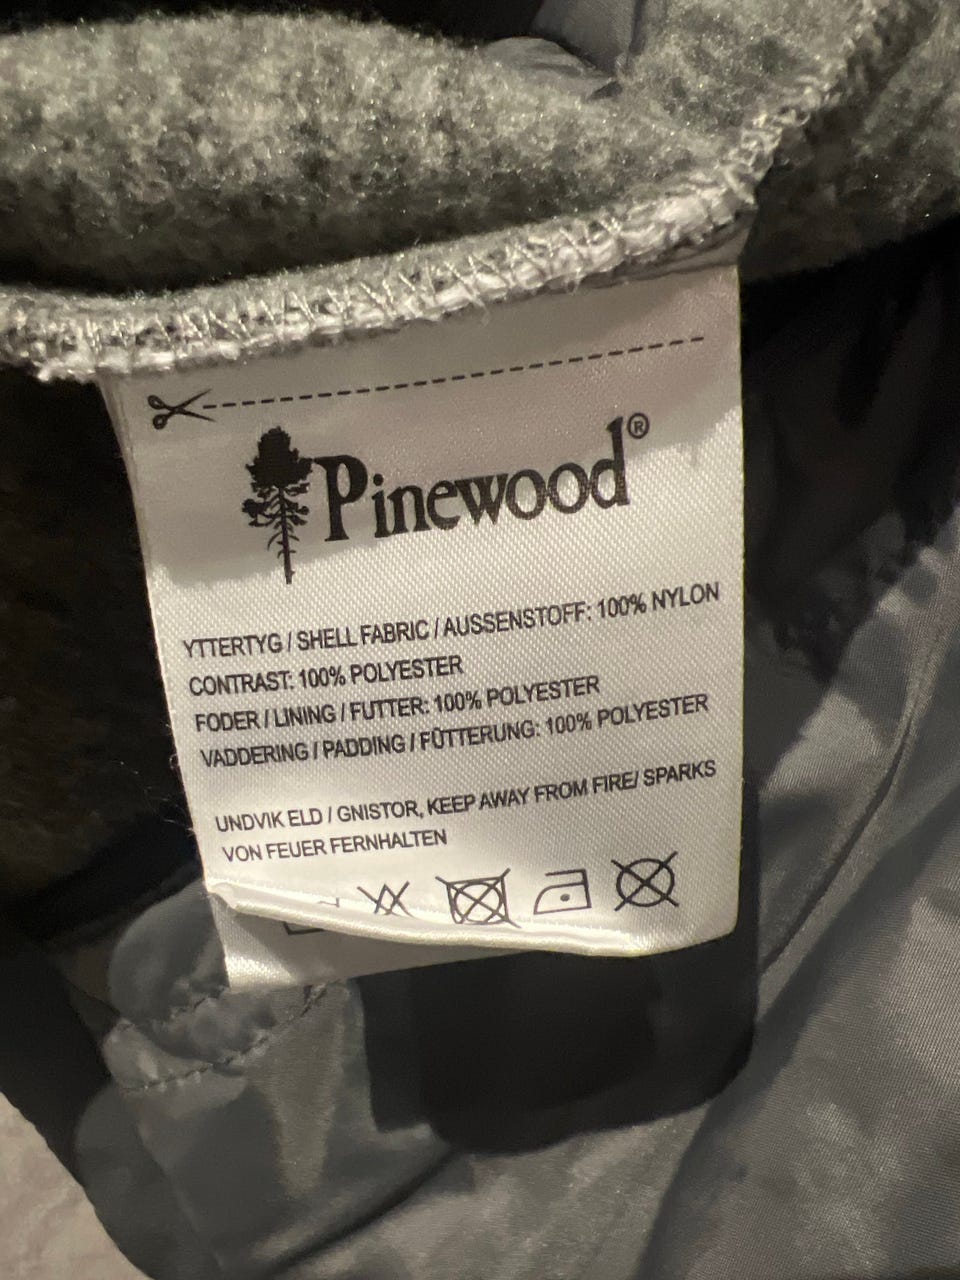 Pinewood®
YTTERTYG / SHELL FABRIC / AUSSENSTOFF: 100% NYLON
CONTRAST: 100% POLYESTER
FODER / LINING / FUTTER: 100% POLYESTER
VADDERING / PADDING / FÜTTERUNG: 100% POLYESTER
UNDVIK ELD / GNISTOR, KEEP AWAY FROM FIRE/ SPARKS
VON FEUER FERNHALTEN